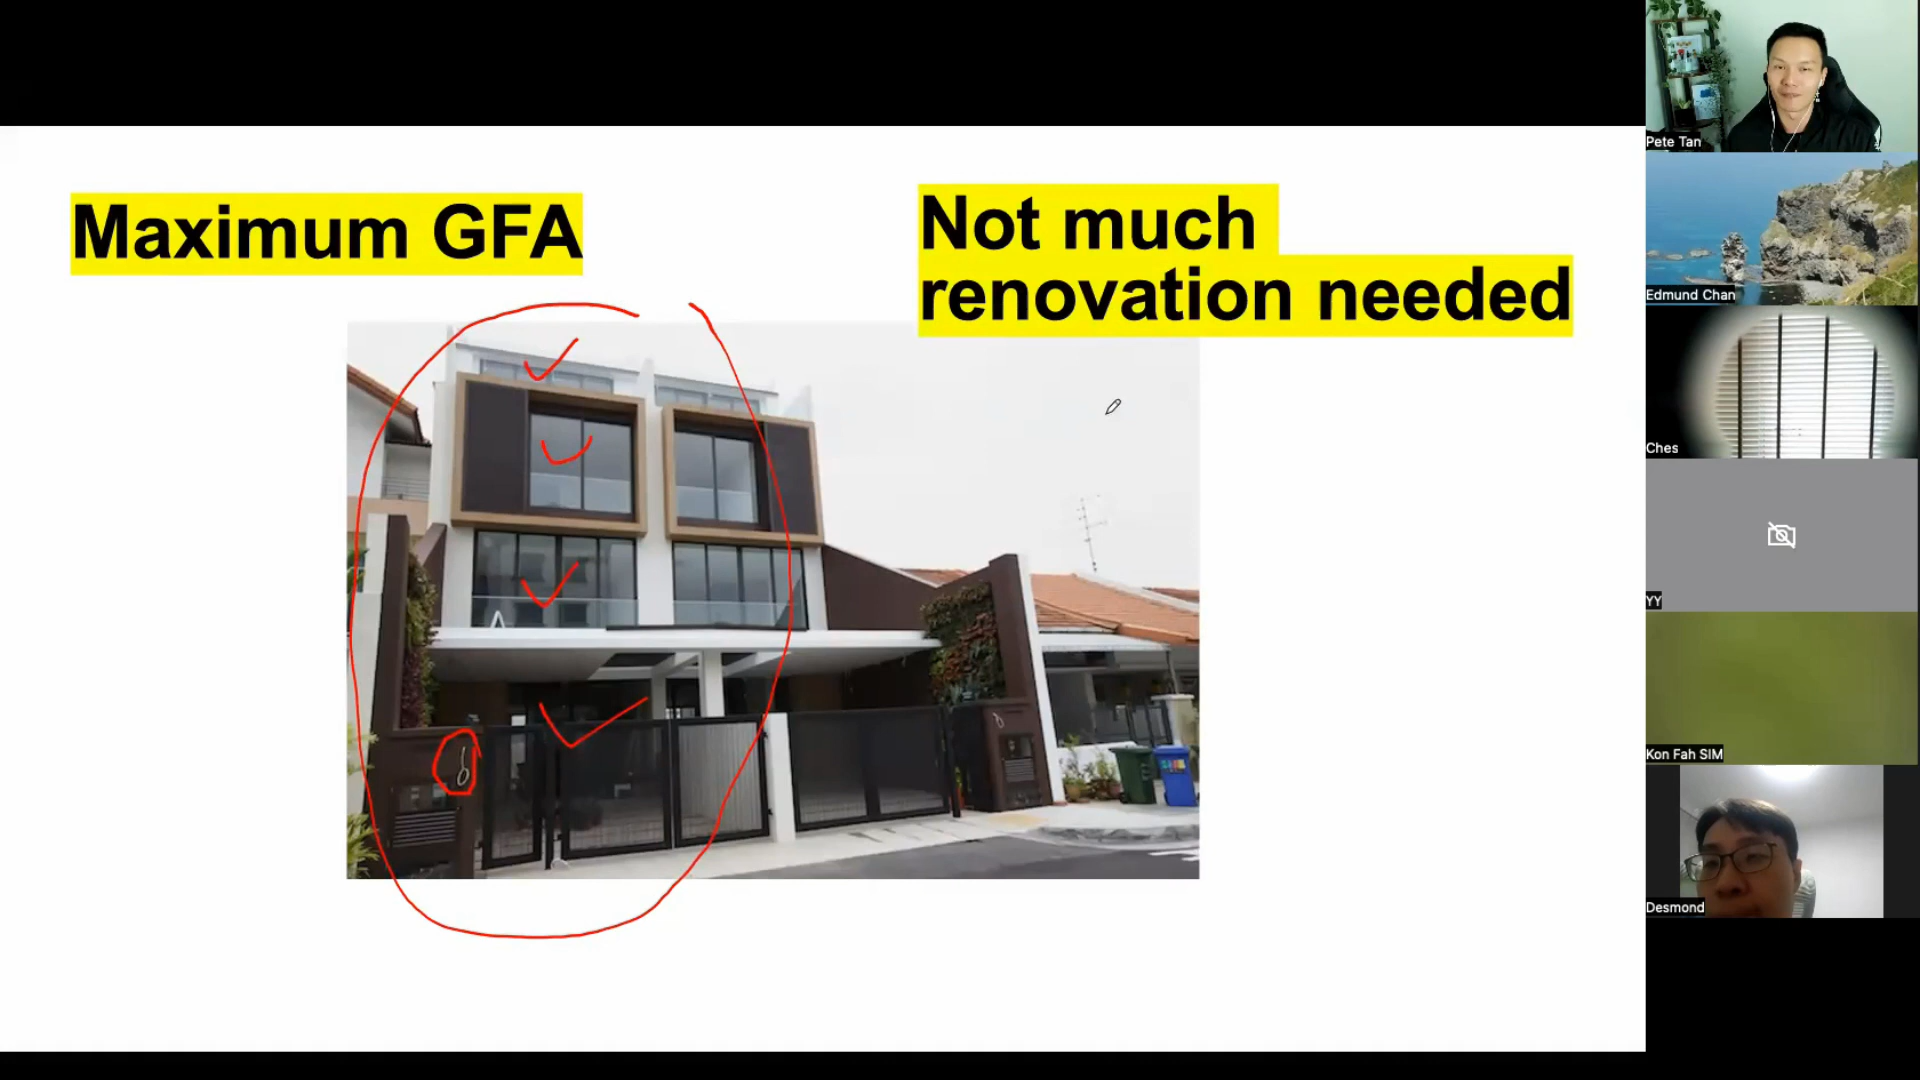 Maximum GFA
Not much
renovation needed
Pete Tan
Edmund Chan
Ches
YY
Kon Fah SIM
Desmond